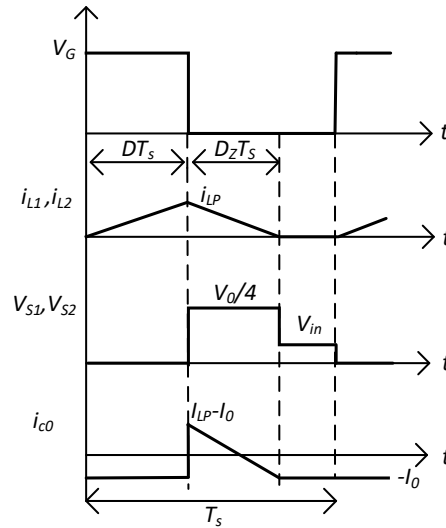 V_G
t
DT_s
D_ZT_S
i_L1,i_L2
i_LP
t
V_S1,V_S2
V_0/4
V_in
t
i_c0
I_LP-I_0
t
-I_0
T_s